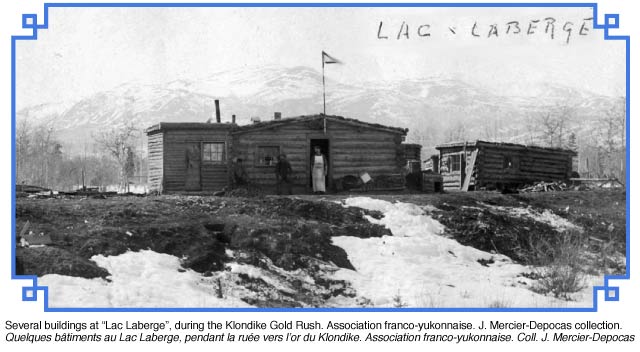 LAC - LABERGÉ
Several buildings at “Lac Laberge”, during the Klondike Gold Rush. Association franco-yukonnaise. J. Mercier-Depocas collection.
Quelques bâtiments au Lac Laberge, pendant la ruée vers l’or du Klondike. Association franco-yukonnaise. Coll. J. Mercier-Depocas